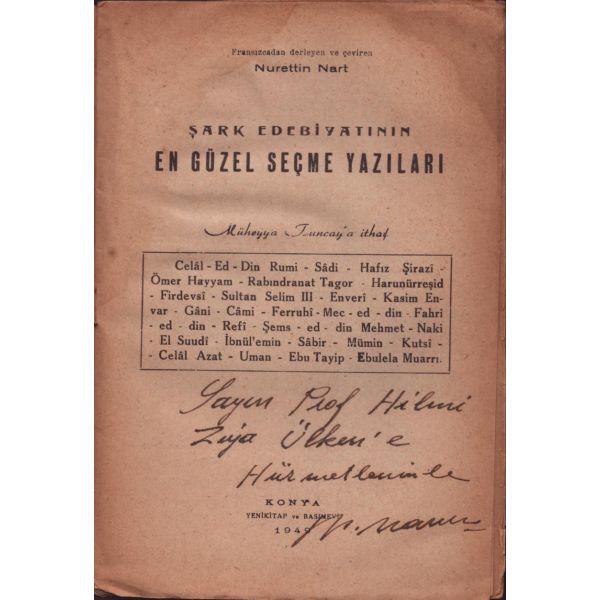 Fransızcadan derleyen ve çeviren
Nurettin Nart
ŞARK EDEBİYATININ
EN GÜZEL SEÇME YAZILARI
Müheyya Tuncay'a ithaf
Celâl - Ed - Din Rumi - Sâdi - Hafız Şirazi -
Ömer Hayyam - Rabındranat Tagor - Harunürreşid
- Firdevsî - Sultan Selim III - Enveri - Kasim En-
var - Gâni - Câmi - Ferruhî - Mec - ed - din - Fahri
- ed - din - Refî - Şems - ed - din Mehmet - Naki
- El Suudî - İbnül'emin - Sâbir - Mümin - Kutsî -
- Celâl Azat - Uman - Ebu Tayip - Ebulela Muarrı.
Sayın Prof Hilmi
Ziya Ülken'e
Hürmetlerimle
KONYA
YENİKİTAP ve BASIMEVİ
1949